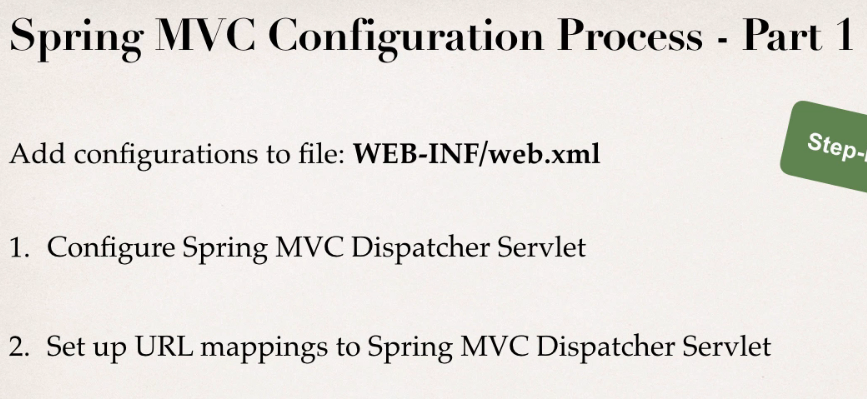 Spring MVC Configuration Process - Part 1
Add configurations to file: WEB-INF/web.xml
Step-
1. Configure Spring MVC Dispatcher Servlet
2. Set up URL mappings to Spring MVC Dispatcher Servlet